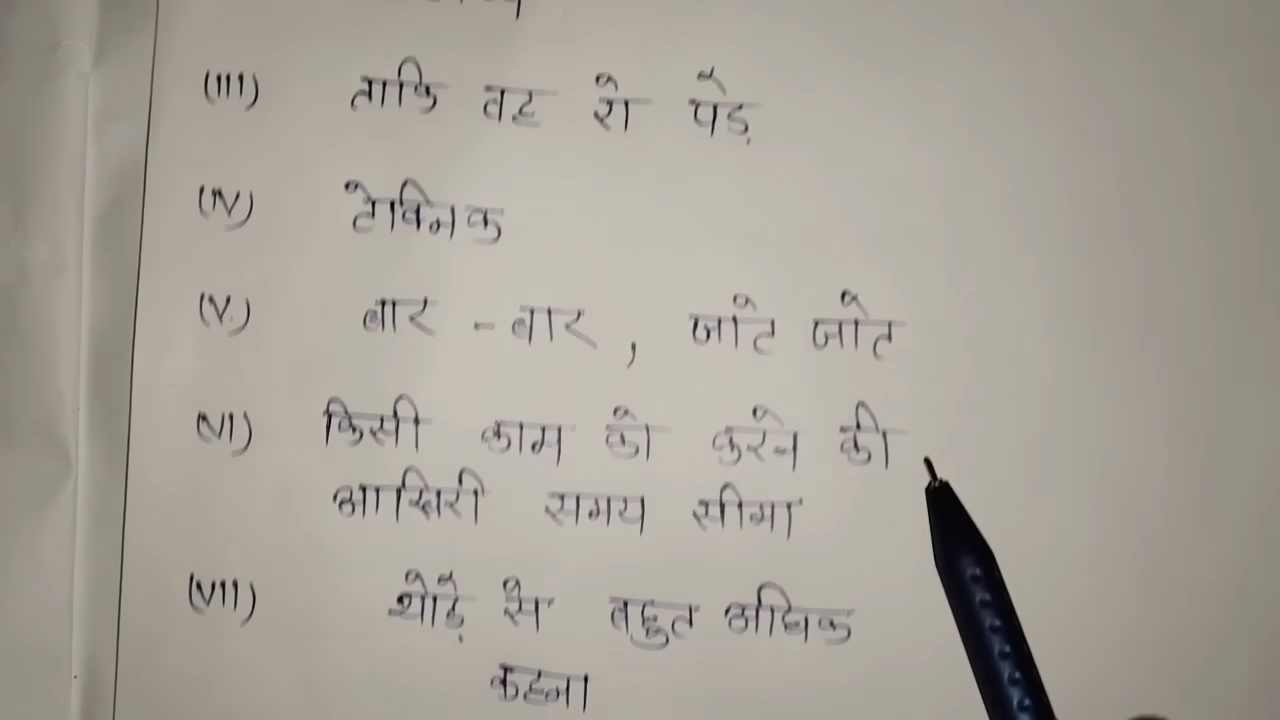 (III) ताकि वह रो पेड़
(IV) टेक्निक
(V.) बार - बार, जोट जोट
(VI) किसी काम को करने की
आखिरी समय सीमा
(VII) थोड़े से बहुत अधिक
कहना